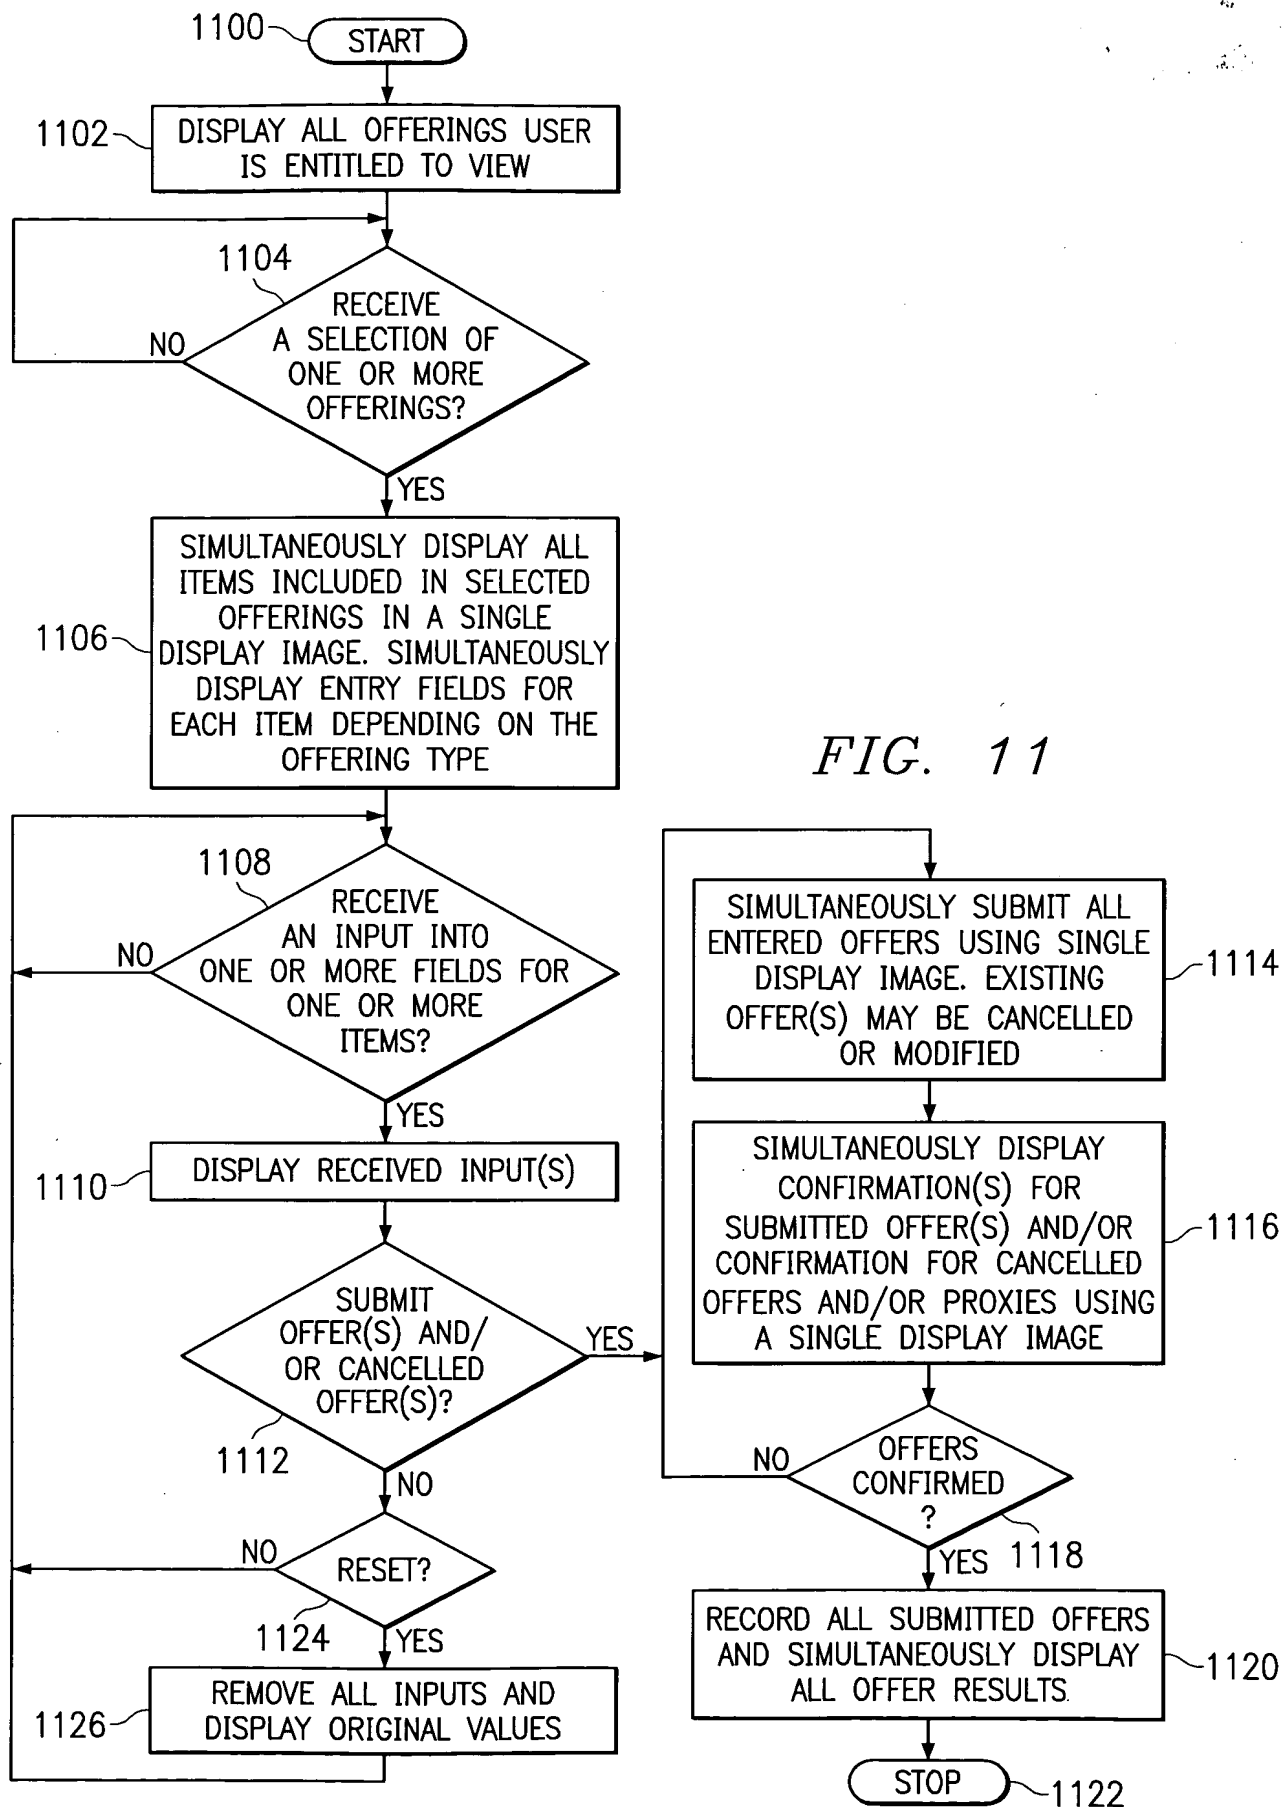 1100
START
1102
DISPLAY ALL OFFERINGS USER
IS ENTITLED TO VIEW
1104
RECEIVE
A SELECTION OF
ONE OR MORE
OFFERINGS?
NO
YES
1106
SIMULTANEOUSLY DISPLAY ALL
ITEMS INCLUDED IN SELECTED
OFFERINGS IN A SINGLE
DISPLAY IMAGE. SIMULTANEOUSLY
DISPLAY ENTRY FIELDS FOR
EACH ITEM DEPENDING ON THE
OFFERING TYPE
1108
RECEIVE
AN INPUT INTO
ONE OR MORE FIELDS FOR
ONE OR MORE
ITEMS?
NO
YES
1110
DISPLAY RECEIVED INPUT(S)
SUBMIT
OFFER(S) AND/
OR CANCELLED
OFFER(S)?
YES
1112
NO
RESET?
NO
1124
YES
1126
REMOVE ALL INPUTS AND
DISPLAY ORIGINAL VALUES
FIG. 11
SIMULTANEOUSLY SUBMIT ALL
ENTERED OFFERS USING SINGLE
DISPLAY IMAGE. EXISTING
OFFER(S) MAY BE CANCELLED
OR MODIFIED
1114
SIMULTANEOUSLY DISPLAY
CONFIRMATION(S) FOR
SUBMITTED OFFER(S) AND/OR
CONFIRMATION FOR CANCELLED
OFFERS AND/OR PROXIES USING
A SINGLE DISPLAY IMAGE
1116
OFFERS
CONFIRMED
?
NO
1118
YES
RECORD ALL SUBMITTED OFFERS
AND SIMULTANEOUSLY DISPLAY
ALL OFFER RESULTS.
1120
STOP
1122